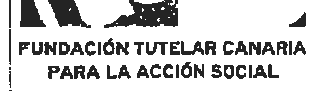 FUNDACIÓN TUTELAR CANARIA
PARA LA ACCIÓN SOCIAL